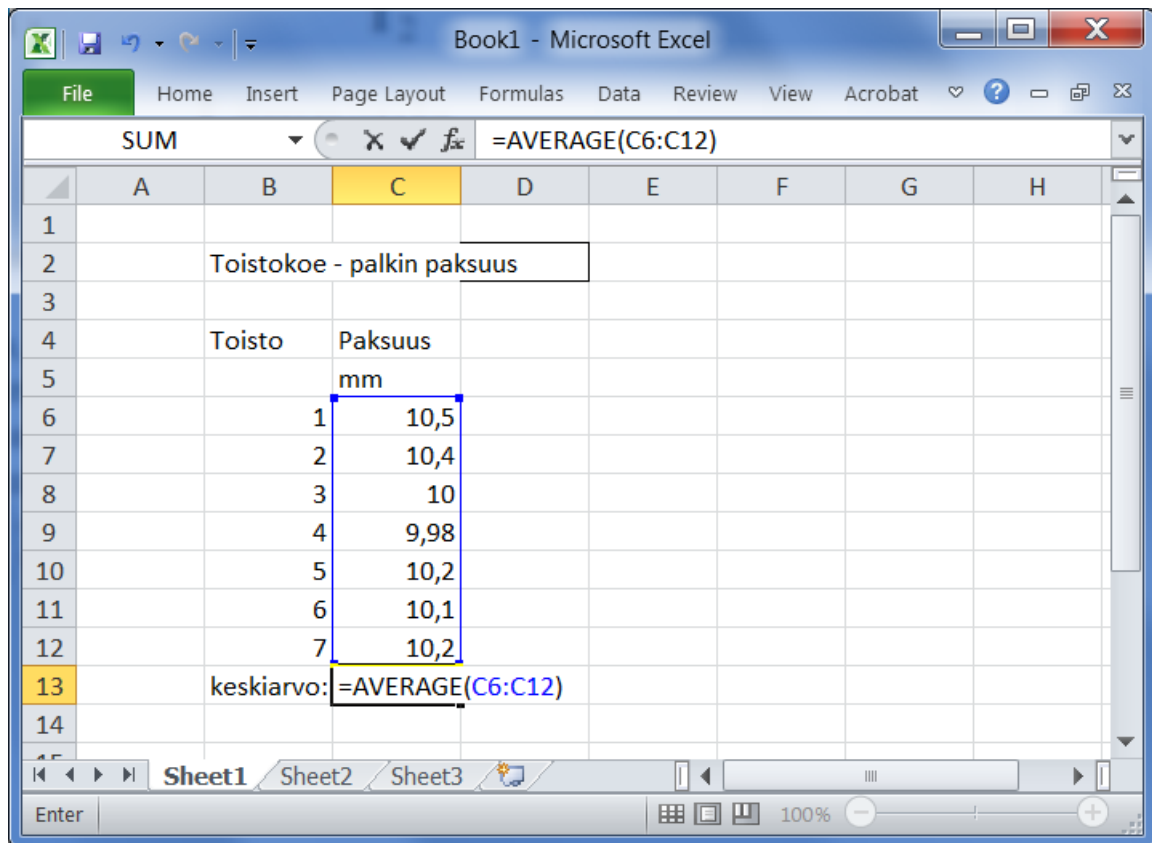 Book1 - Microsoft Excel
File Home Insert Page Layout Formulas Data Review View Acrobat
SUM fx =AVERAGE(C6:C12)
A B C D E F G H
1
2 Toistokoe - palkin paksuus
3
4 Toisto Paksuus
5 mm
6 1 10,5
7 2 10,4
8 3 10
9 4 9,98
10 5 10,2
11 6 10,1
12 7 10,2
13 keskiarvo: =AVERAGE(C6:C12)
14
15
Sheet1 Sheet2 Sheet3
Enter 100%